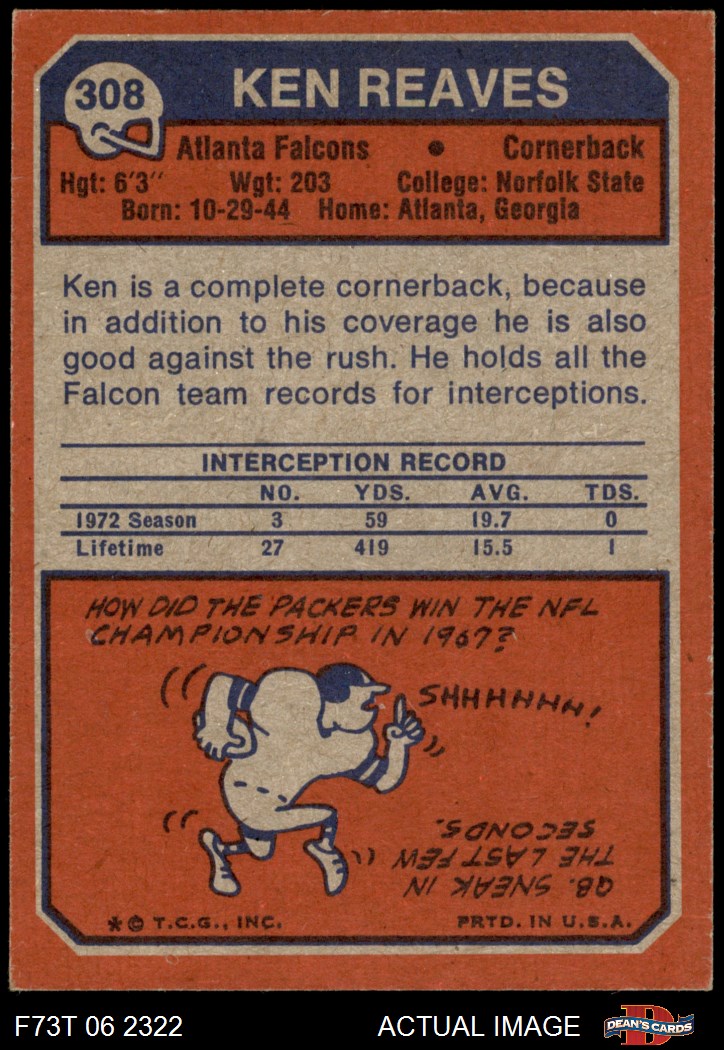 308
KEN REAVES
Atlanta Falcons • Cornerback
Hgt: 6'3" Wgt: 203 College: Norfolk State
Born: 10-29-44 Home: Atlanta, Georgia
Ken is a complete cornerback, because
in addition to his coverage he is also
good against the rush. He holds all the
Falcon team records for interceptions.
INTERCEPTION RECORD
NO. YDS. AVG. TDS.
1972 Season 3 59 19.7 0
Lifetime 27 419 15.5 1
HOW DID THE PACKERS WIN THE NFL
CHAMPIONSHIP IN 1967?
SHHHHHH!
QB. SNEAK IN
THE LAST FEW
SECONDS.
* © T.C.G., INC. PRTD. IN U.S.A.
F73T 06 2322 ACTUAL IMAGE
D
DEAN'S CARDS